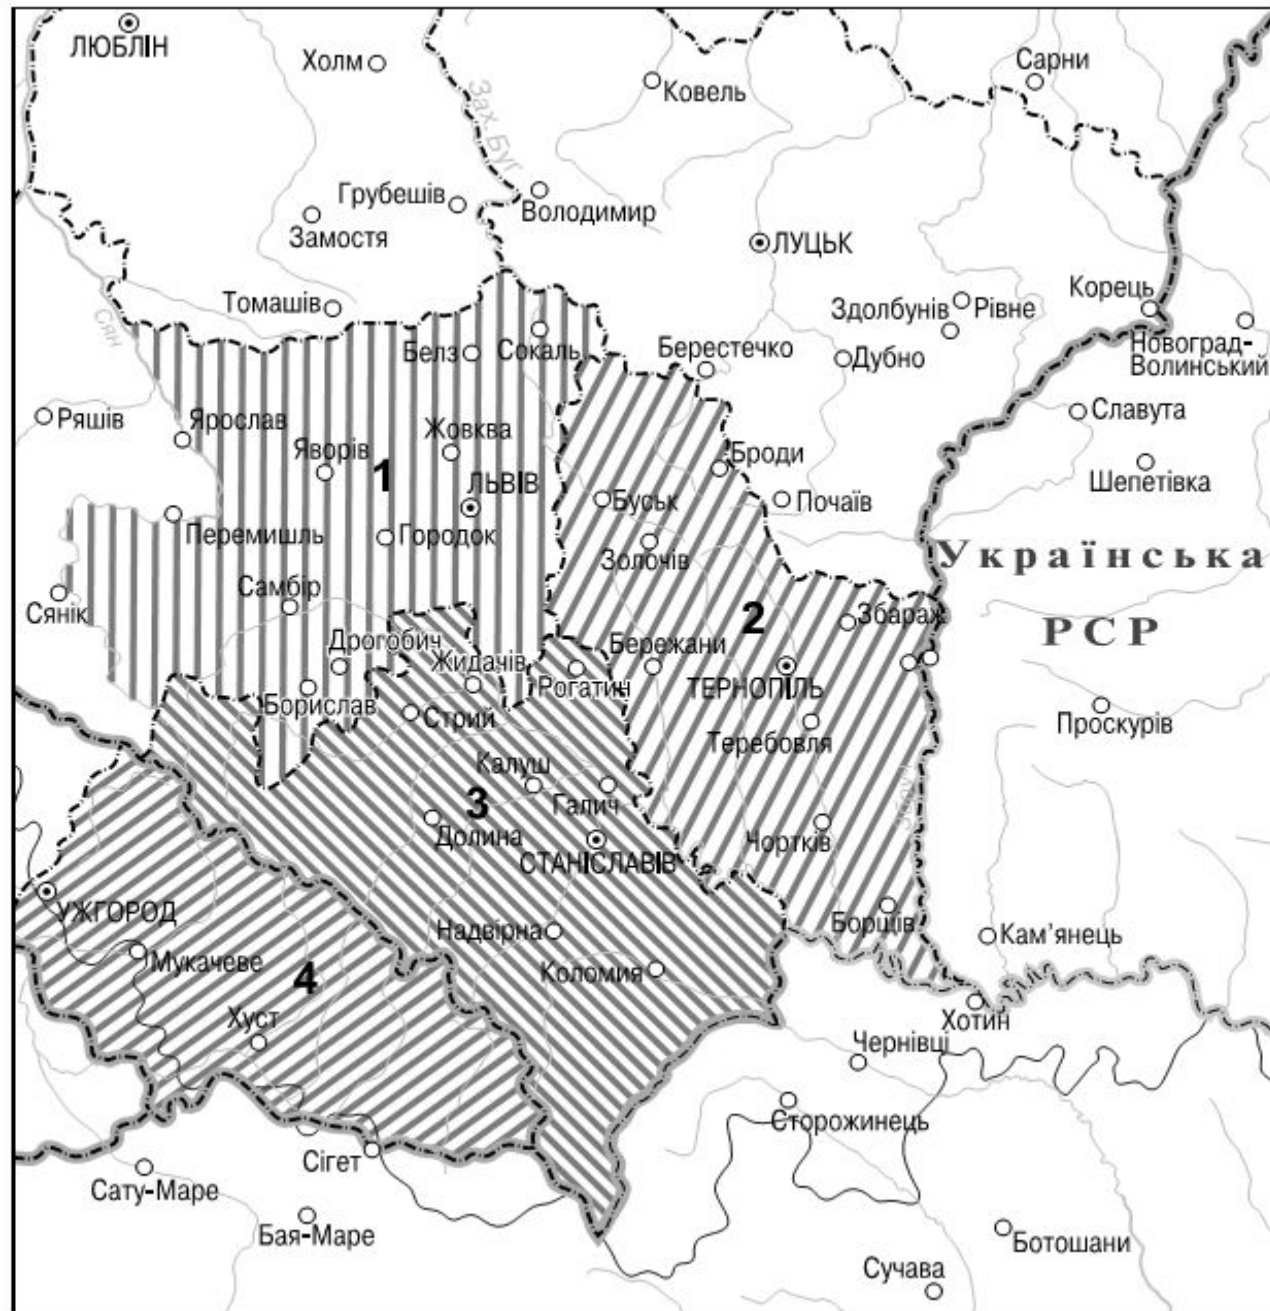 ЛЮБЛІН
Холм
Зах.Буг
Ковель
Сарни
Грубешів
Володимир
Замостя
ЛУЦЬК
Сян
Томашів
Белз
Сокаль
Здолбунів
Рівне
Корець
Новоград-
Волинський
Берестечко
Дубно
Ряшів
Ярослав
Яворів
1
Жовква
ЛЬВІВ
Славута
Броди
Шепетівка
Буськ
Почаїв
Перемишль
Городок
Золочів
Українська
РСР
Сянік
Самбір
2
Збараж
Дрогобич
Жидачів
Рогатин
Бережани
ТЕРНОПІЛЬ
Борислав
Стрий
Теребовля
Проскурів
Калуш
3
Галич
Збруч
Долина
СТАНІСЛАВІВ
Чортків
УЖГОРОД
Борщів
Надвірна
Кам’янець
Мукачеве
4
Коломия
Хуст
Хотин
Чернівці
Сторожинець
Сігет
Сату-Маре
Бая-Маре
Ботошани
Сучава